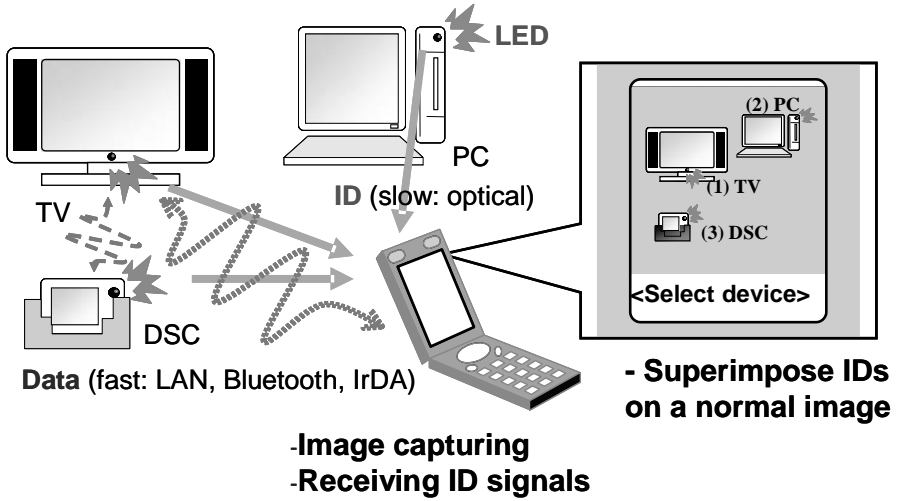 LED
PC
ID (slow: optical)
TV
DSC
Data (fast: LAN, Bluetooth, IrDA)
(2) PC
(1) TV
(3) DSC
<Select device>
- Superimpose IDs
on a normal image
-Image capturing
-Receiving ID signals